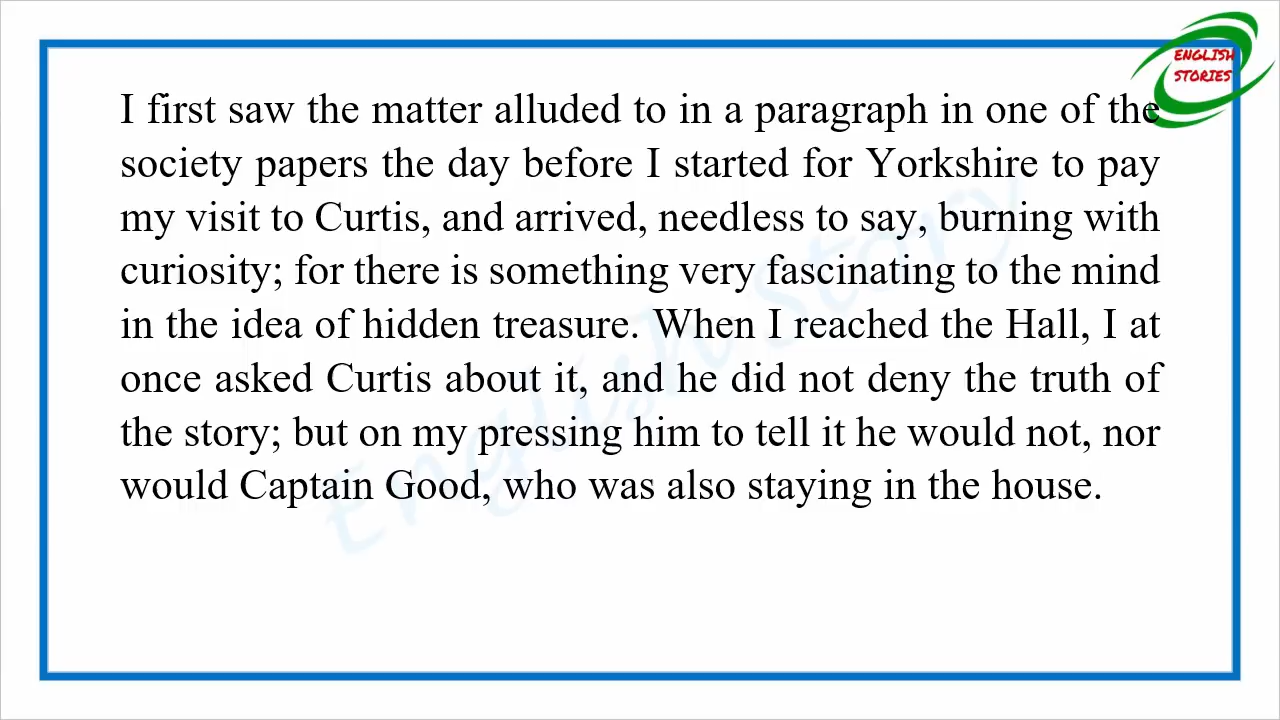 ENGLISH
STORIES
I first saw the matter alluded to in a paragraph in one of the
society papers the day before I started for Yorkshire to pay
my visit to Curtis, and arrived, needless to say, burning with
curiosity; for there is something very fascinating to the mind
in the idea of hidden treasure. When I reached the Hall, I at
once asked Curtis about it, and he did not deny the truth of
the story; but on my pressing him to tell it he would not, nor
would Captain Good, who was also staying in the house.
English Story